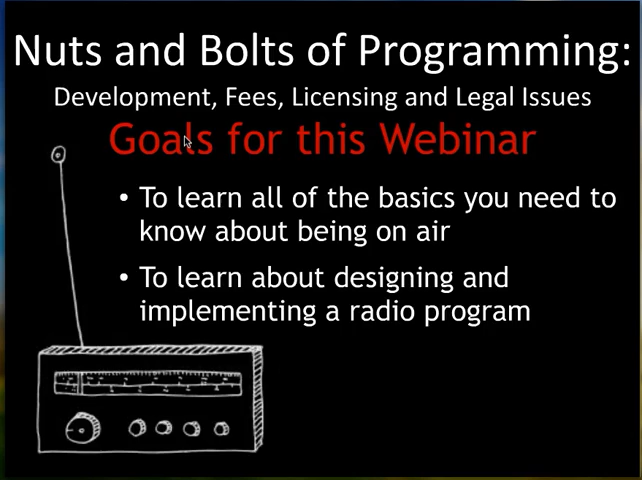 Nuts and Bolts of Programming:
Development, Fees, Licensing and Legal Issues
Goals for this Webinar
• To learn all of the basics you need to
know about being on air
• To learn about designing and
implementing a radio program